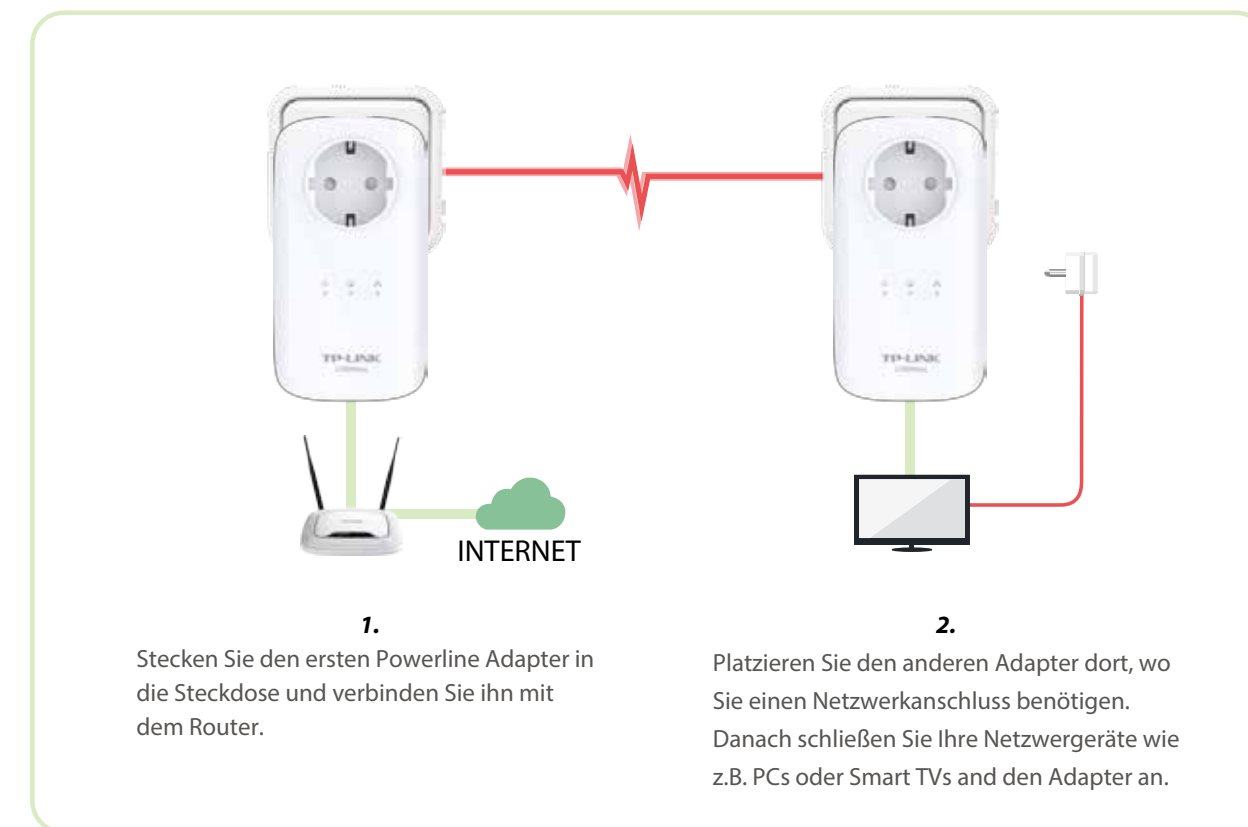 TP-LINK
TP-LINK
INTERNET
1.
Stecken Sie den ersten Powerline Adapter in
die Steckdose und verbinden Sie ihn mit
dem Router.
2.
Platzieren Sie den anderen Adapter dort, wo
Sie einen Netzwerkanschluss benötigen.
Danach schließen Sie Ihre Netzwergeräte wie
z.B. PCs oder Smart TVs and den Adapter an.